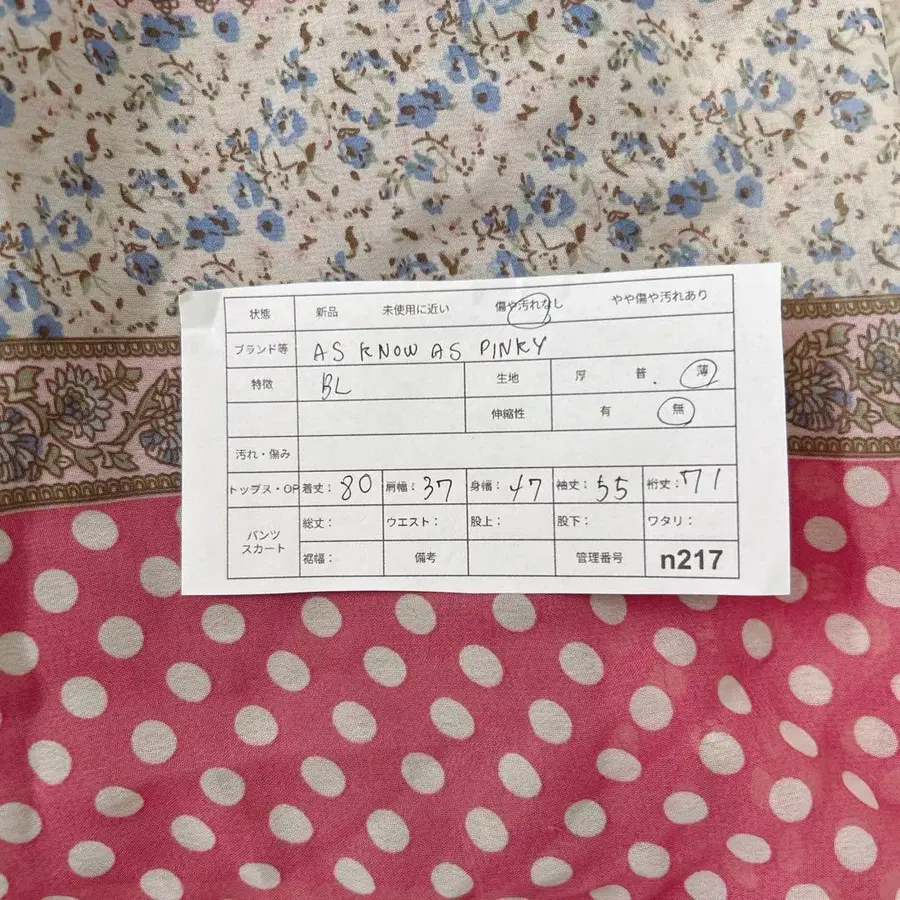 状態 新品 未使用に近い 傷や汚れなし やや傷や汚れあり
ブランド等 AS KNOW AS PINKY
特徴 BL 生地 厚 普 薄
伸縮性 有 無
汚れ・傷み
トップス・OP 着丈: 80 肩幅: 37 身幅: 47 袖丈: 55 裄丈: 71
パンツ スカート 総丈: ウエスト: 股上: 股下: ワタリ:
裾幅: 備考 管理番号 n217